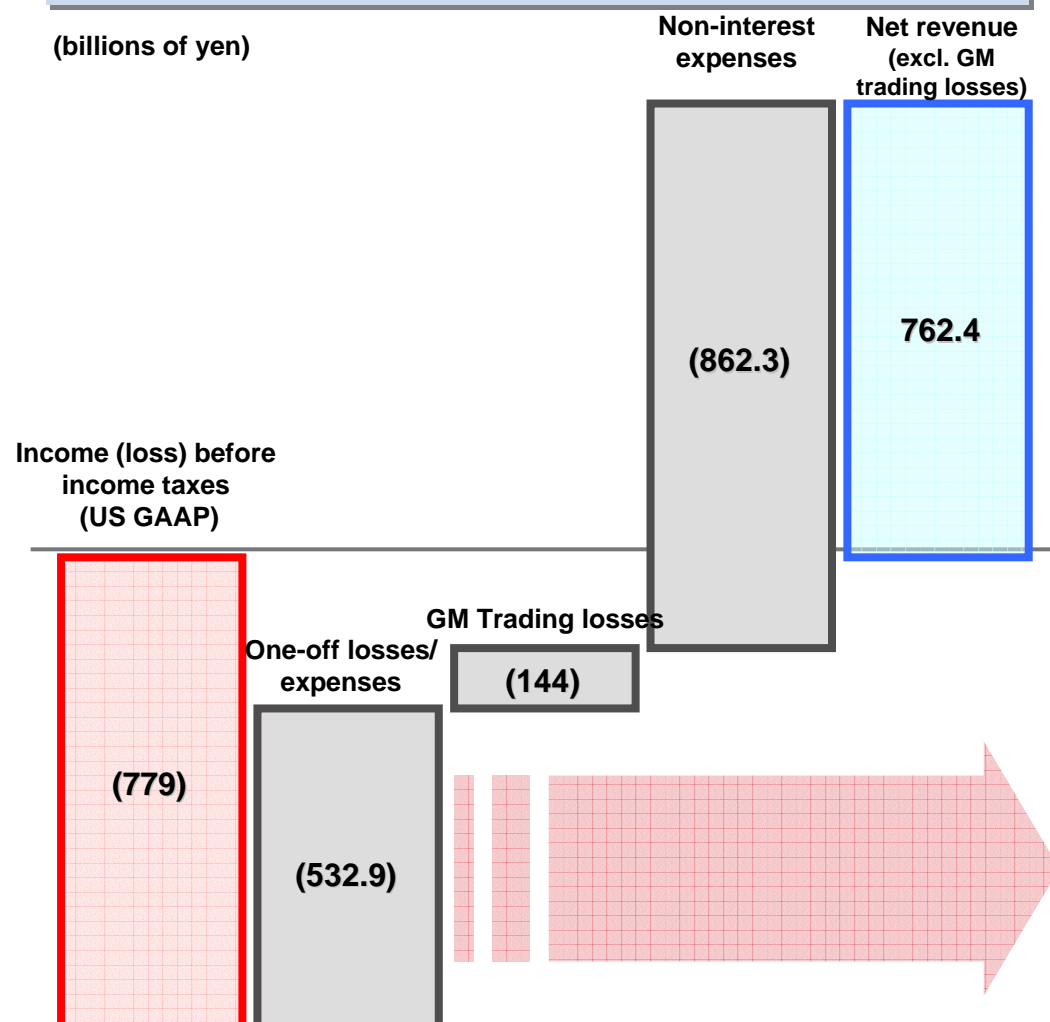 (billions of yen)
Non-interest
expenses
Net revenue
(excl. GM
trading losses)
(862.3)
762.4
Income (loss) before
income taxes
(US GAAP)
GM Trading losses
One-off losses/
expenses
(144)
(779)
(532.9)